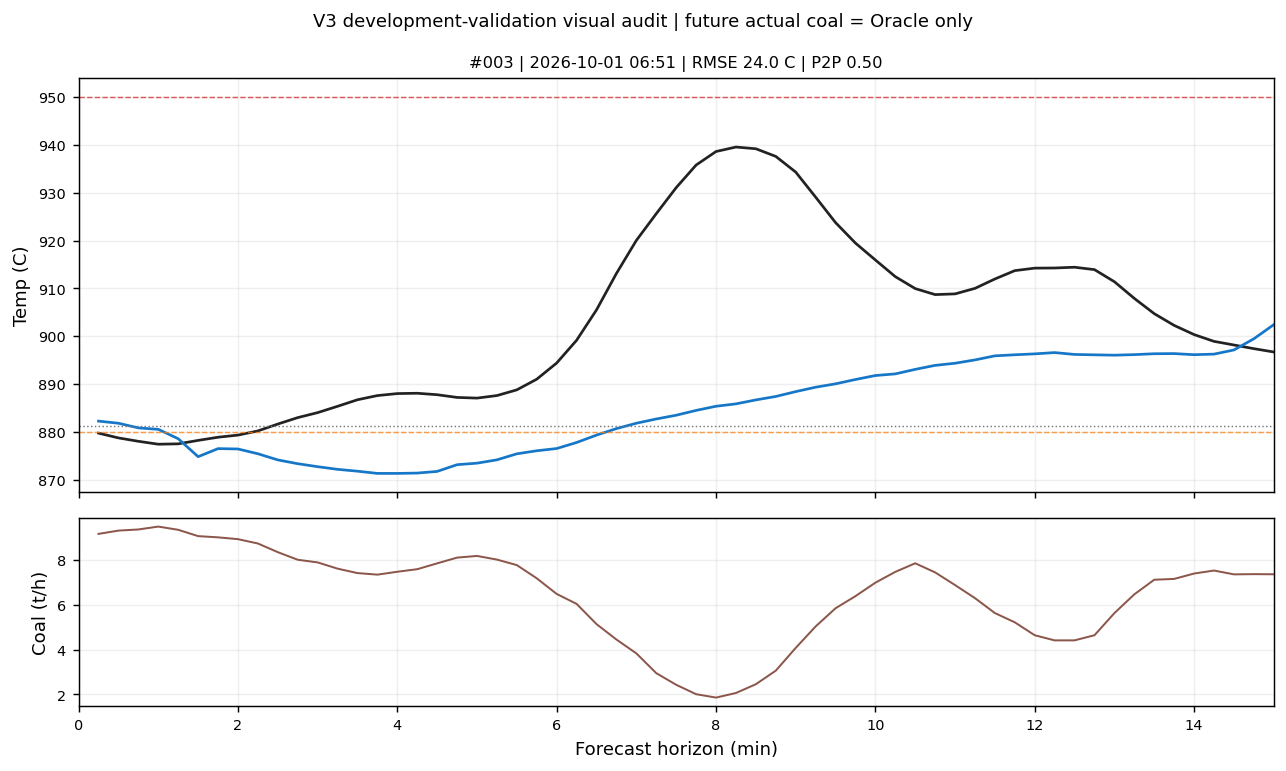 V3 development-validation visual audit | future actual coal = Oracle only
#003 | 2026-10-01 06:51 | RMSE 24.0 C | P2P 0.50
Temp (C)
950
940
930
920
910
900
890
880
870
Coal (t/h)
8
6
4
2
0 2 4 6 8 10 12 14
Forecast horizon (min)